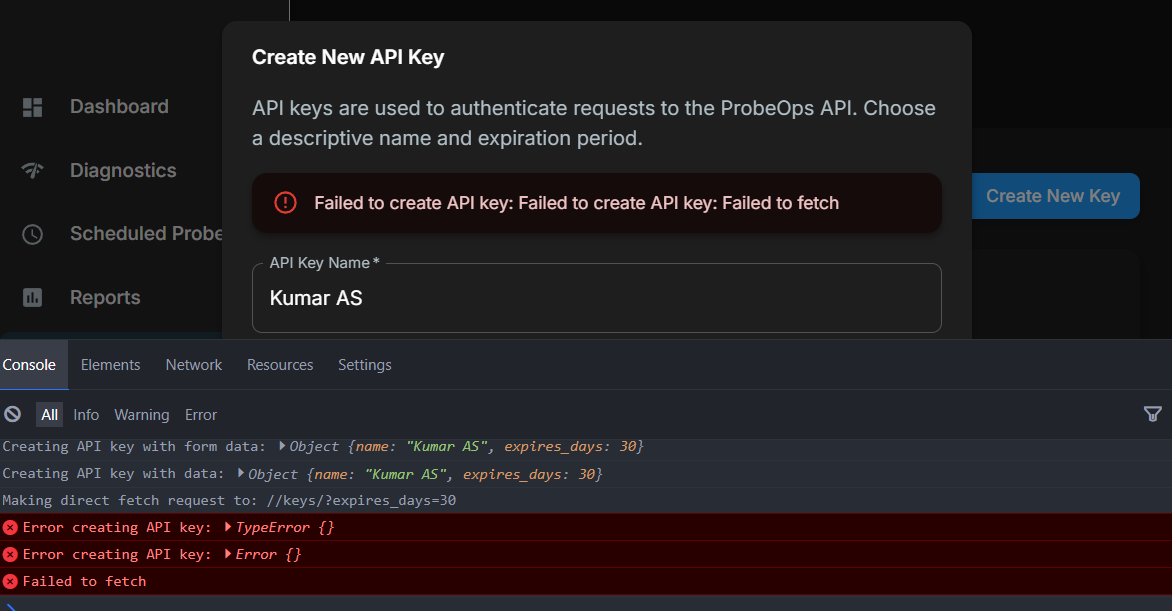 Create New API Key
API keys are used to authenticate requests to the ProbeOps API. Choose
a descriptive name and expiration period.
Dashboard
Diagnostics
Scheduled Probe
Reports
Failed to create API key: Failed to create API key: Failed to fetch
Create New Key
API Key Name *
Kumar AS
Console Elements Network Resources Settings
All Info Warning Error
Creating API key with form data: Object {name: "Kumar AS", expires_days: 30}
Creating API key with data: Object {name: "Kumar AS", expires_days: 30}
Making direct fetch request to: //keys/?expires_days=30
Error creating API key: TypeError {}
Error creating API key: Error {}
Failed to fetch